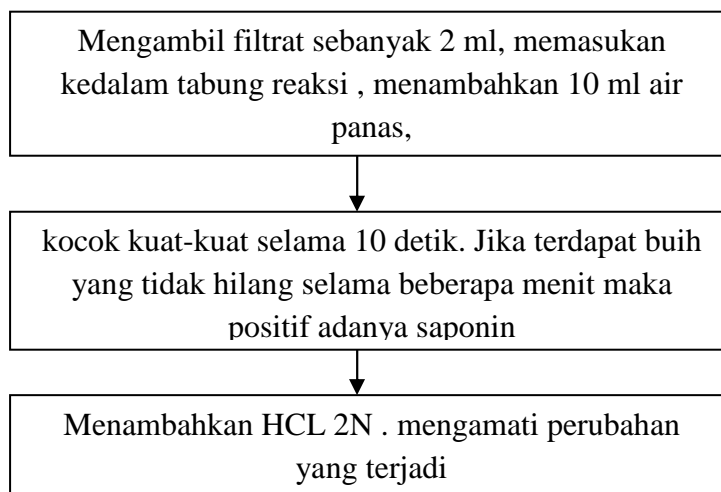 Mengambil filtrat sebanyak 2 ml, memasukan
kedalam tabung reaksi , menambahkan 10 ml air
panas,
kocok kuat-kuat selama 10 detik. Jika terdapat buih
yang tidak hilang selama beberapa menit maka
positif adanya saponin
Menambahkan HCL 2N . mengamati perubahan
yang terjadi